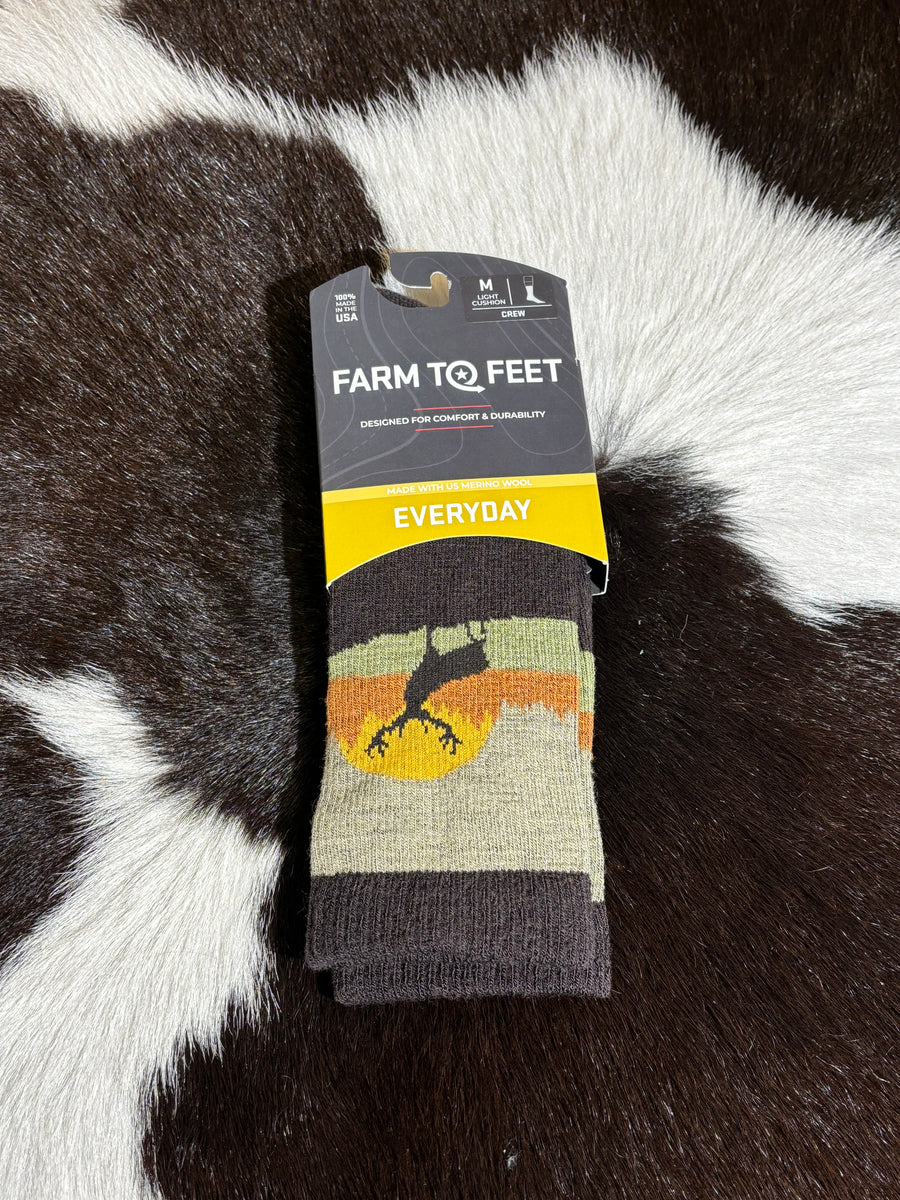 100%
MADE
IN THE
USA
M
LIGHT
CUSHION
CREW
FARM TO FEET
DESIGNED FOR COMFORT & DURABILITY
MADE WITH US MERINO WOOL
EVERYDAY